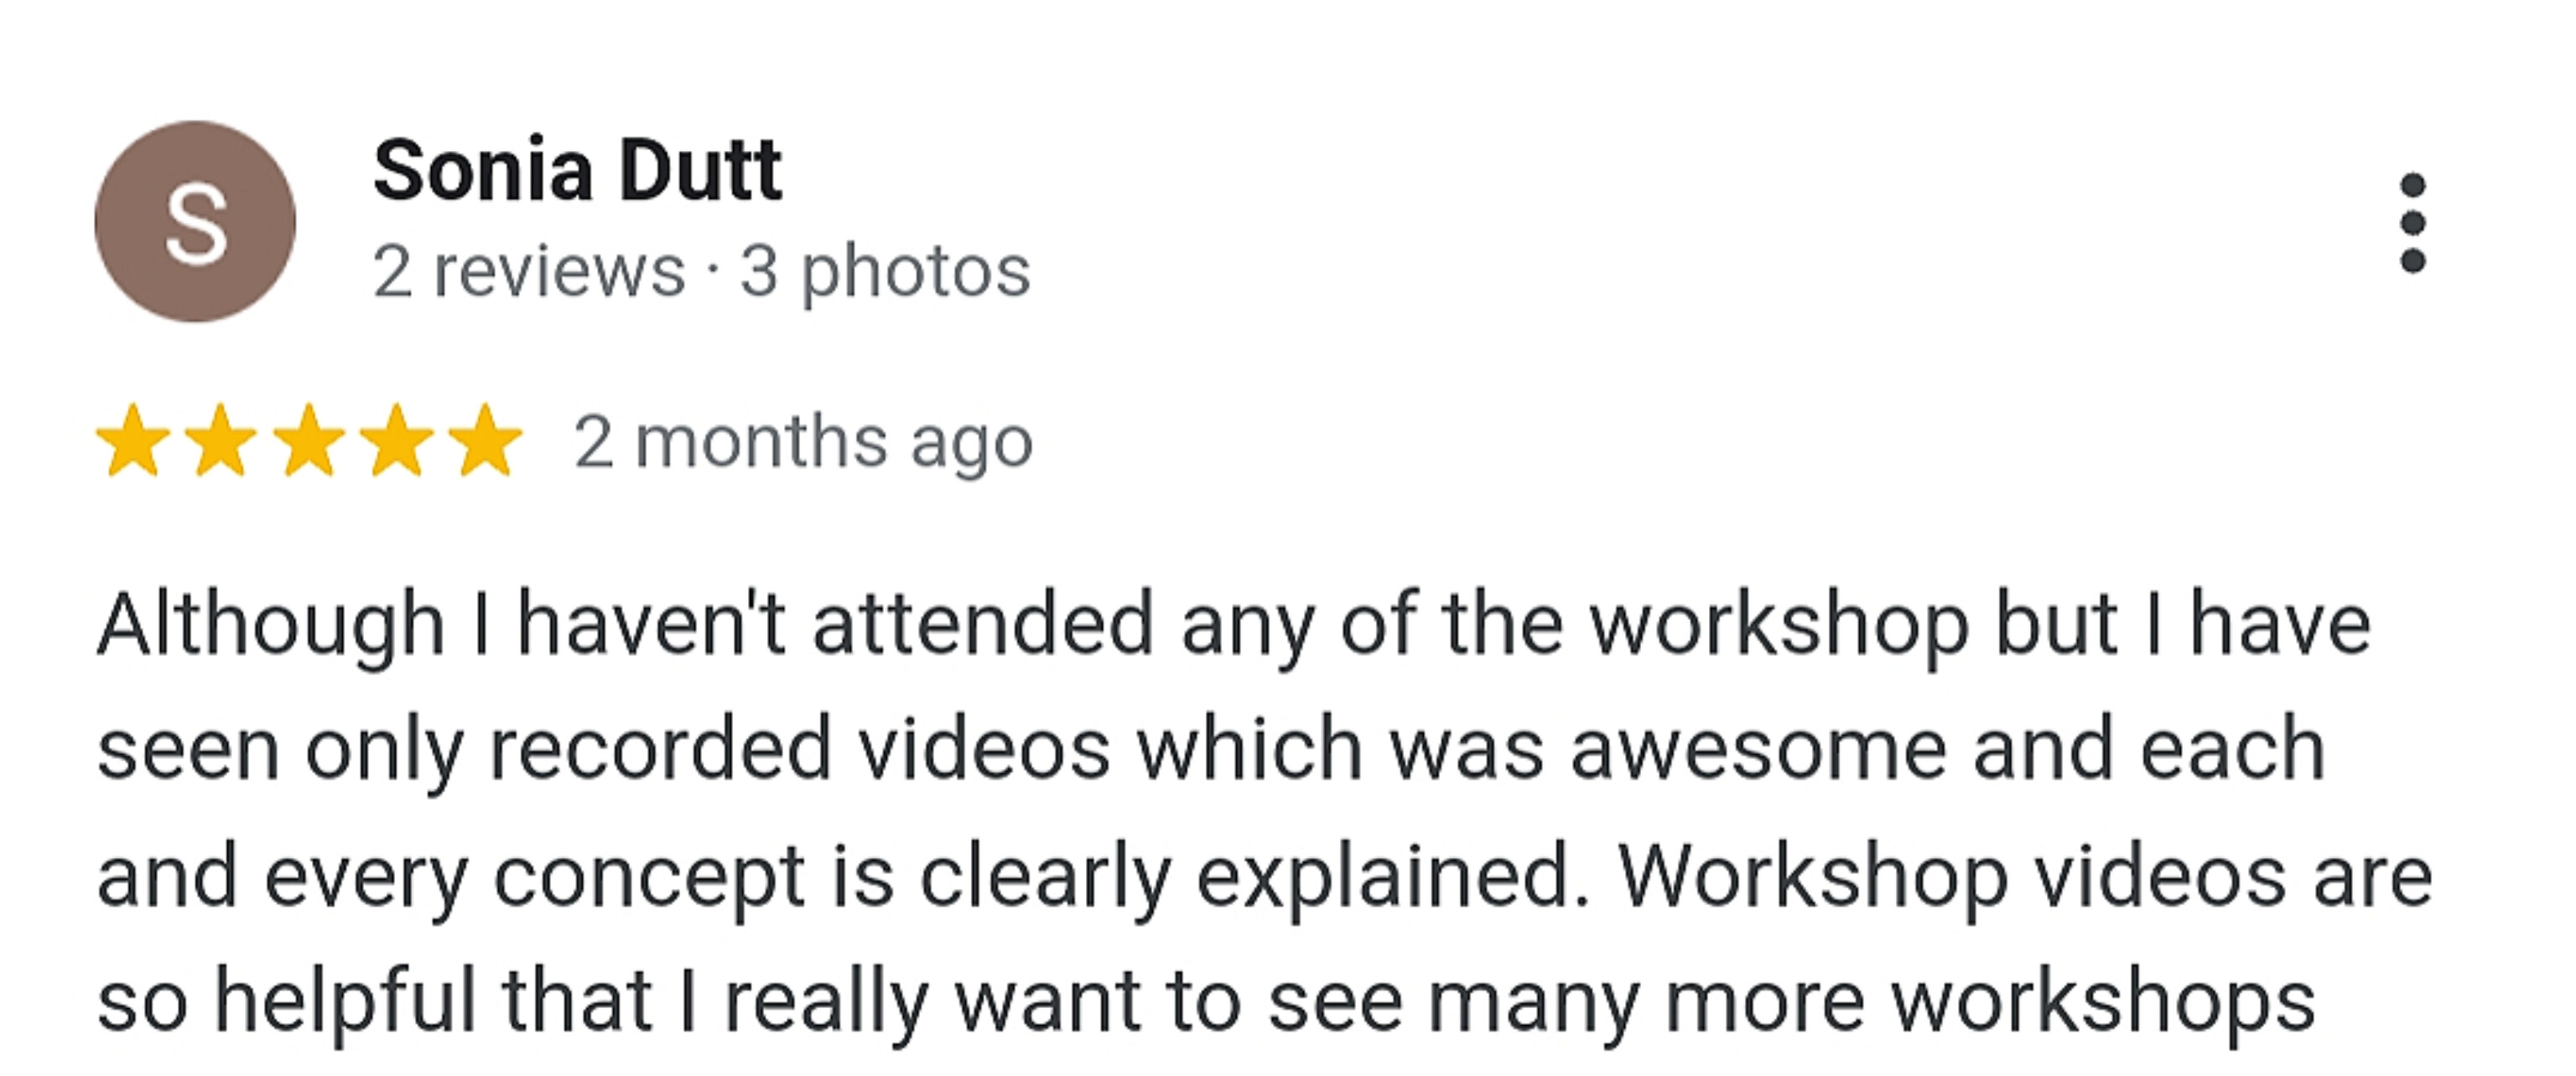 S
Sonia Dutt
2 reviews · 3 photos
2 months ago
Although I haven't attended any of the workshop but I have
seen only recorded videos which was awesome and each
and every concept is clearly explained. Workshop videos are
so helpful that I really want to see many more workshops